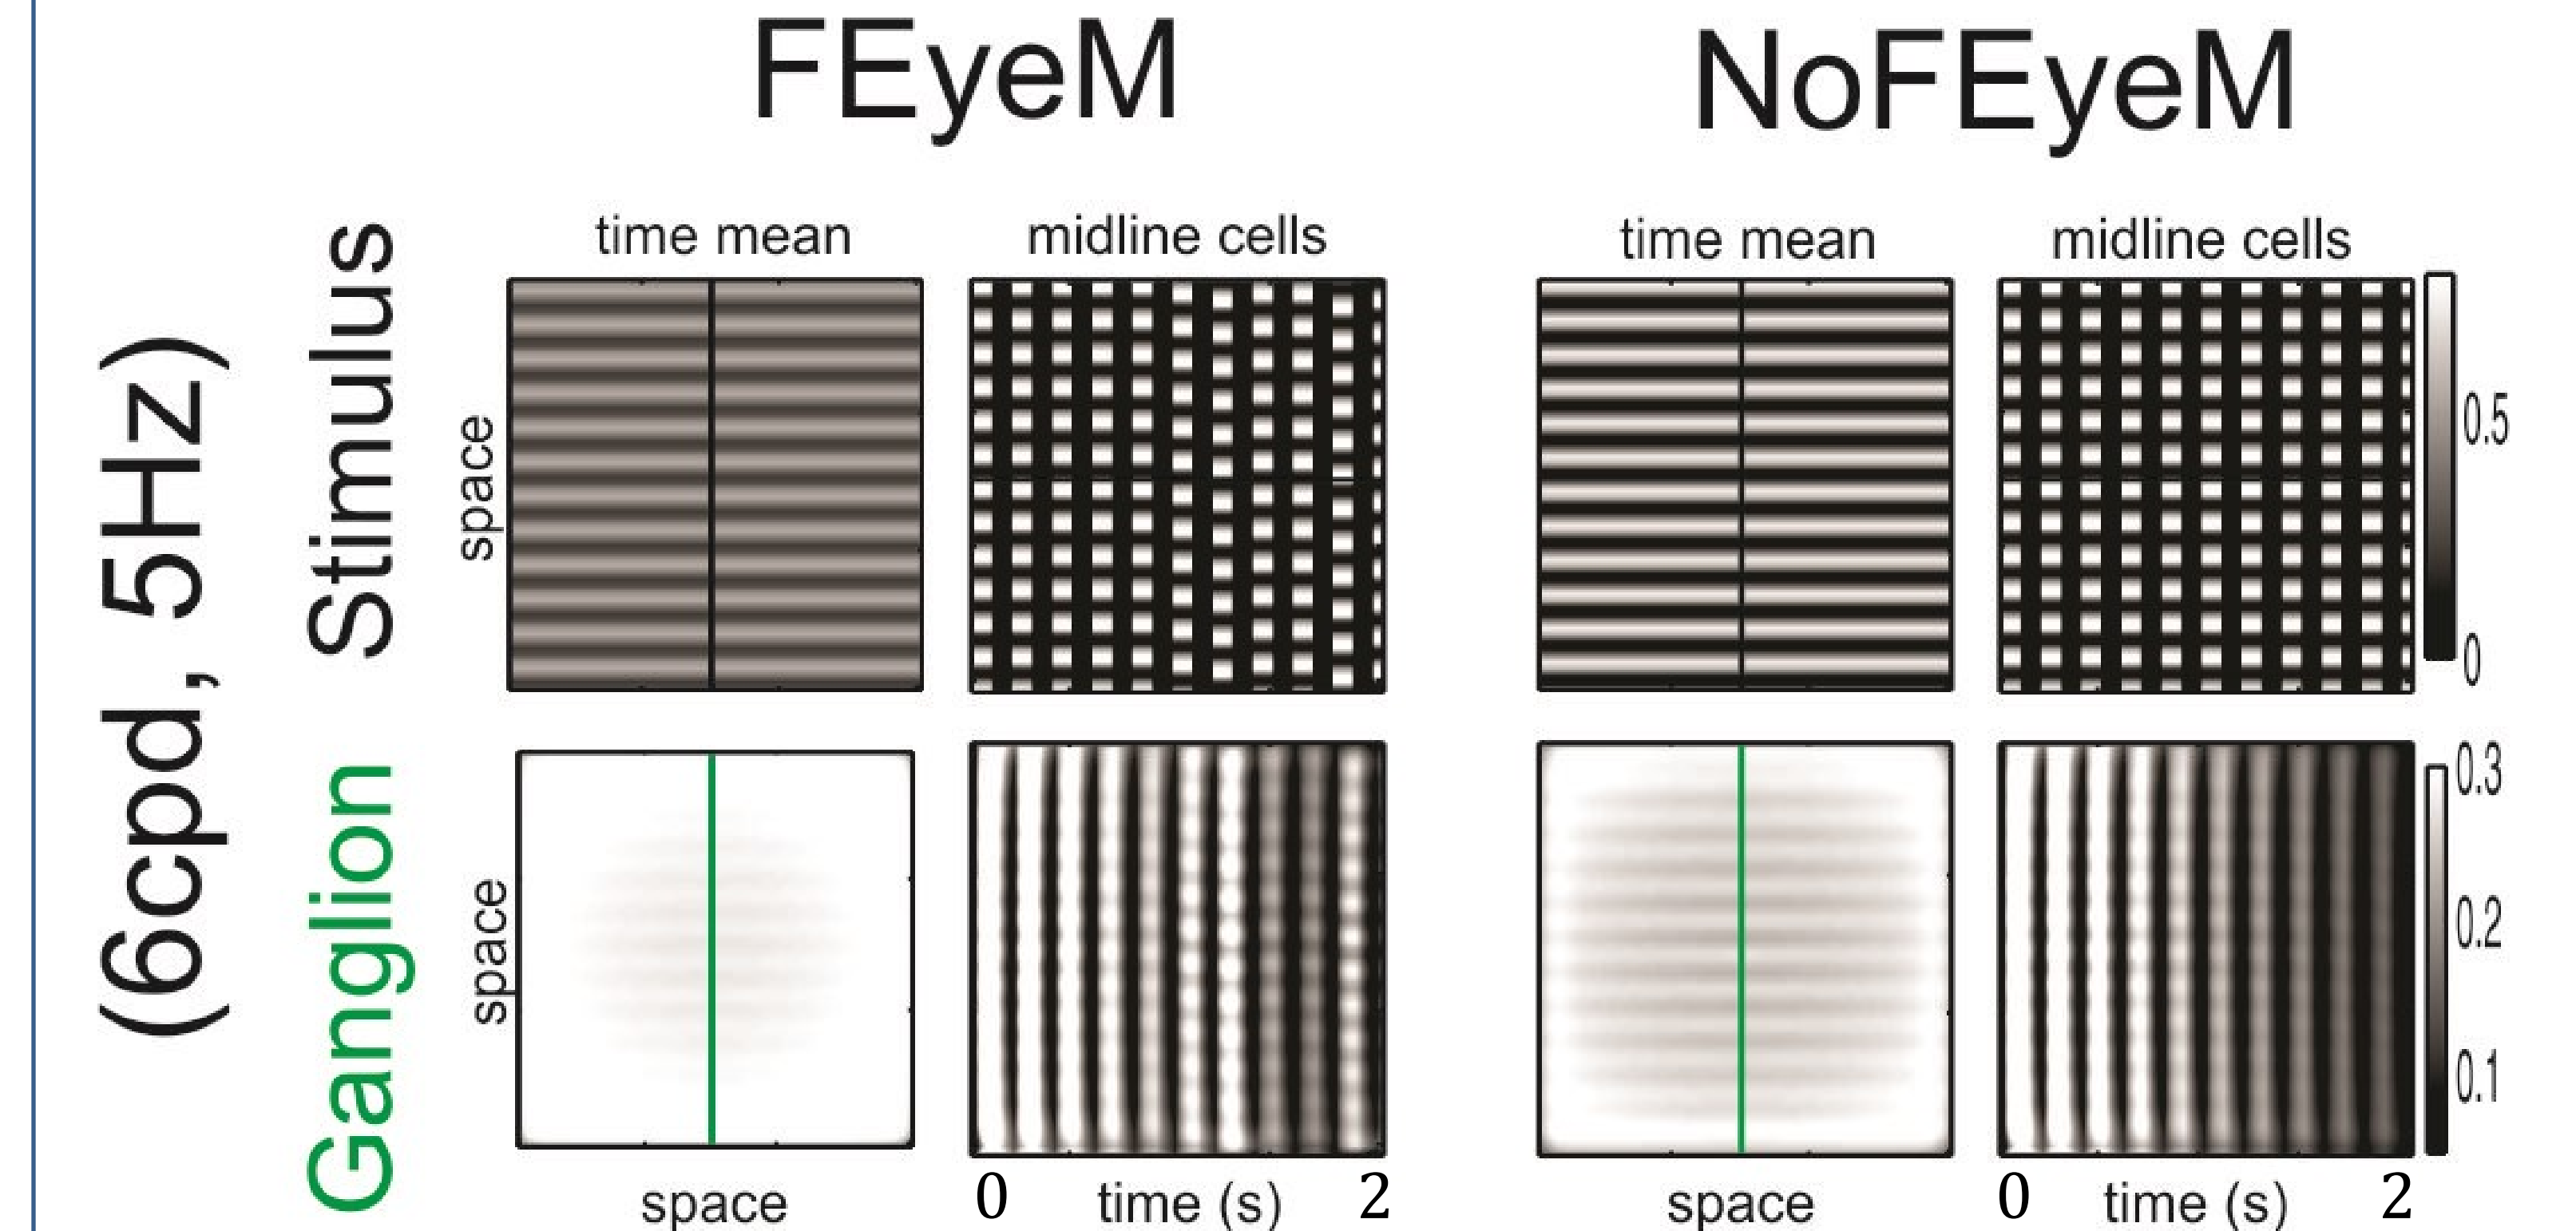 FEyeM
NoFEyeM
(6cpd, 5Hz)
Stimulus
time mean
midline cells
time mean
midline cells
space
0.5
0
Ganglion
space
0.3
0.2
0.1
space
0
time (s)
2
space
0
time (s)
2